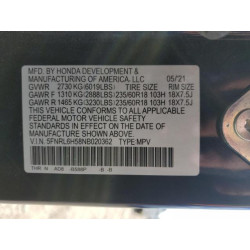 MFD. BY HONDA DEVELOPMENT &
MANUFACTURING OF AMERICA, LLC 05/21
GVWR 2730 KG(6019LBS) TIRE SIZE RIM SIZE
GAWR F 1310 KG(2888LBS) 235/60R18 103H 18X7.5J
GAWR R 1465 KG(3230LBS) 235/60R18 103H 18X7.5J
THIS VEHICLE CONFORMS TO ALL APPLICABLE
FEDERAL MOTOR VEHICLE SAFETY AND
THEFT PREVENTION STANDARDS IN EFFECT ON THE
DATE OF MANUFACTURE SHOWN ABOVE.
V.I.N. 5FNRL6H58NB020362 TYPE:MPV